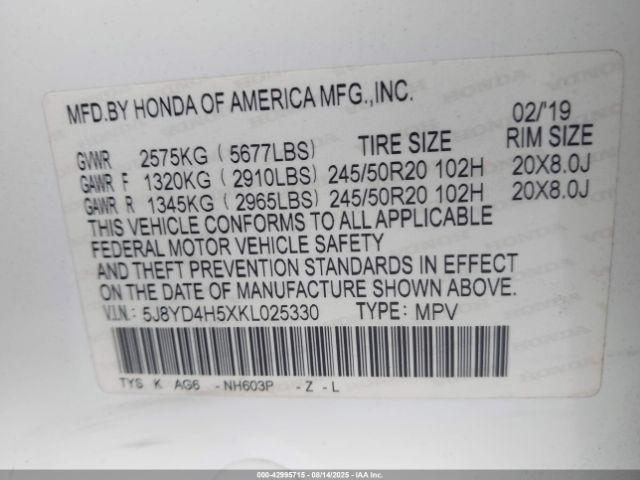 MFD.BY HONDA OF AMERICA MFG.,INC. 02/'19
GVWR 2575KG ( 5677LBS) TIRE SIZE RIM SIZE
GAWR F 1320KG ( 2910LBS) 245/50R20 102H 20X8.0J
GAWR R 1345KG ( 2965LBS) 245/50R20 102H 20X8.0J
THIS VEHICLE CONFORMS TO ALL APPLICABLE
FEDERAL MOTOR VEHICLE SAFETY
AND THEFT PREVENTION STANDARDS IN EFFECT
ON THE DATE OF MANUFACTURE SHOWN ABOVE.
V.I.N.: 5J8YD4H5XKL025330 TYPE: MPV
TYS K AG6 -NH603P -Z -L
000-42995715 - 08/14/2025 - IAAI Inc.